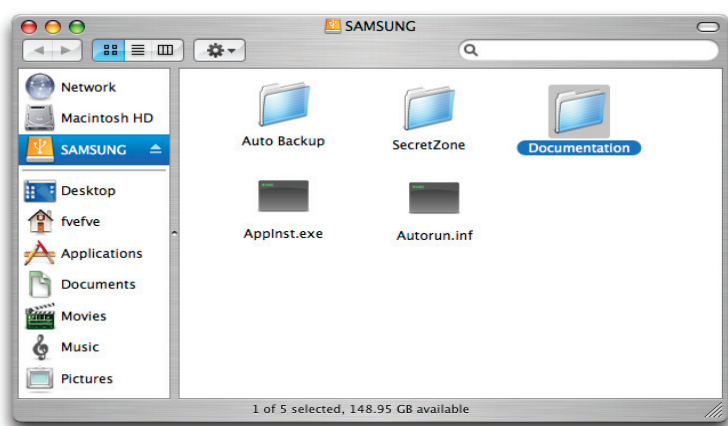 SAMSUNG
Network
Macintosh HD
SAMSUNG
Desktop
fvefve
Applications
Documents
Movies
Music
Pictures
Auto Backup
SecretZone
Documentation
AppInst.exe
Autorun.inf
1 of 5 selected, 148.95 GB available